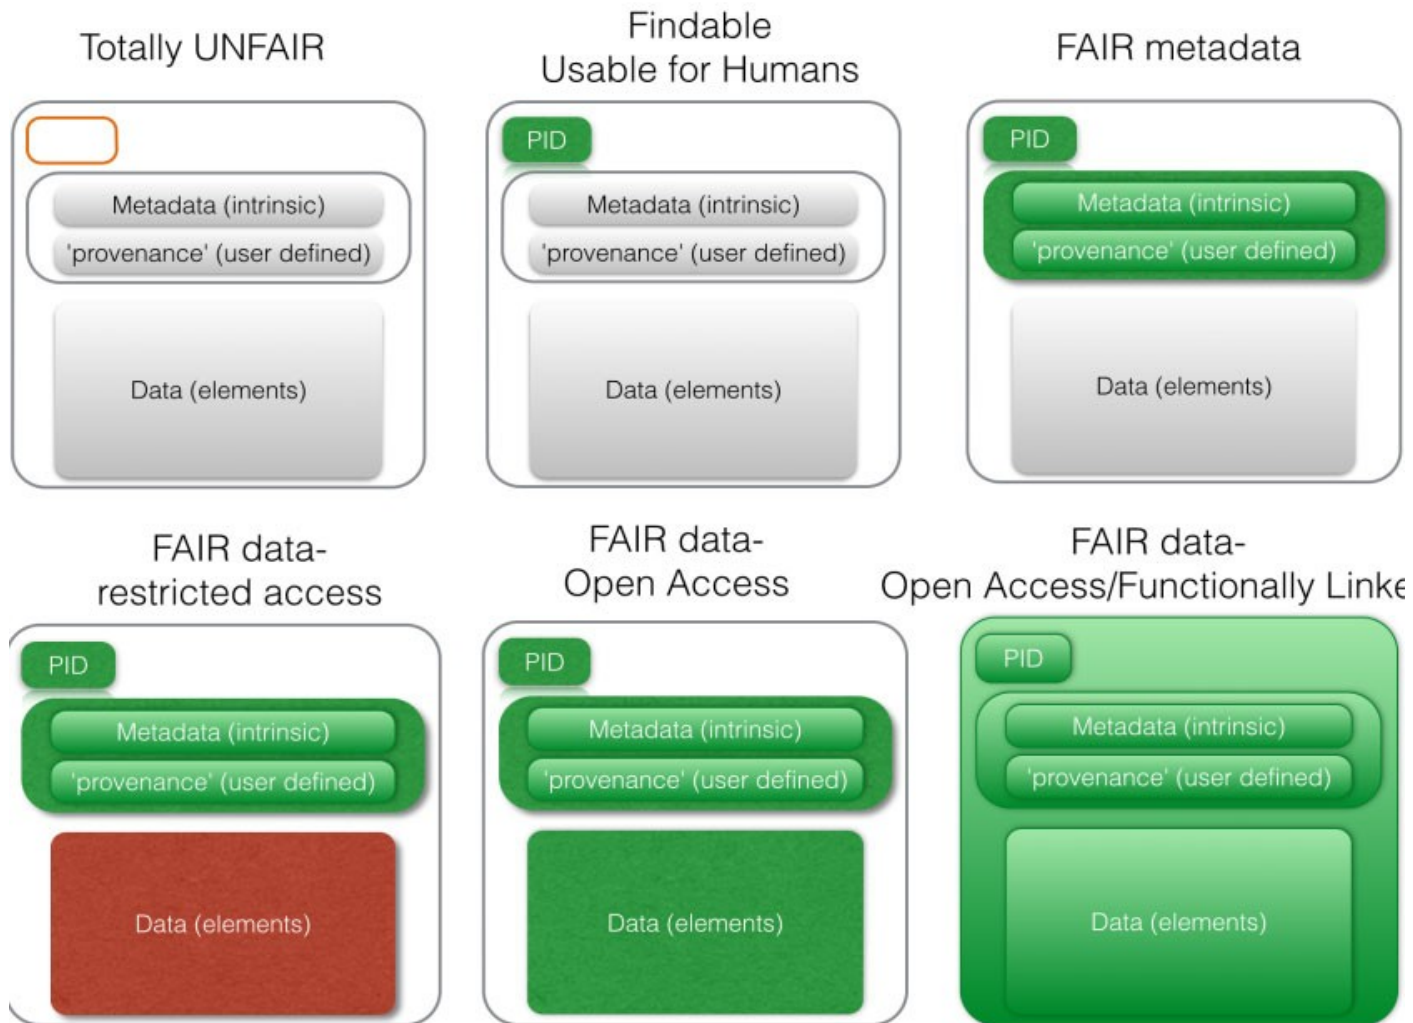 Totally UNFAIR
Metadata (intrinsic)
'provenance' (user defined)
Data (elements)
Findable
Usable for Humans
PID
Metadata (intrinsic)
'provenance' (user defined)
Data (elements)
FAIR metadata
PID
Metadata (intrinsic)
'provenance' (user defined)
Data (elements)
FAIR data-
restricted access
PID
Metadata (intrinsic)
'provenance' (user defined)
Data (elements)
FAIR data-
Open Access
PID
Metadata (intrinsic)
'provenance' (user defined)
Data (elements)
FAIR data-
Open Access/Functionally Linke
PID
Metadata (intrinsic)
'provenance' (user defined)
Data (elements)